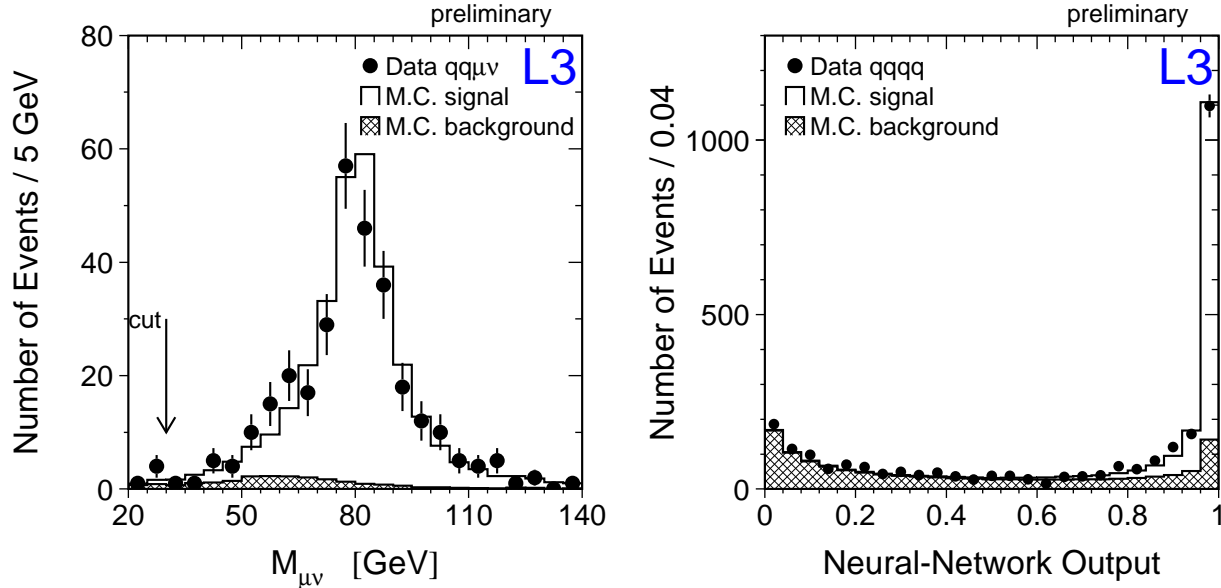 preliminary
L3
Data qqμν
M.C. signal
M.C. background
cut
80
60
40
20
0
20
50
80
110
140
Number of Events / 5 GeV
Mμν [GeV]
preliminary
L3
Data qqqq
M.C. signal
M.C. background
1000
500
0
0
0.2
0.4
0.6
0.8
1
Number of Events / 0.04
Neural-Network Output